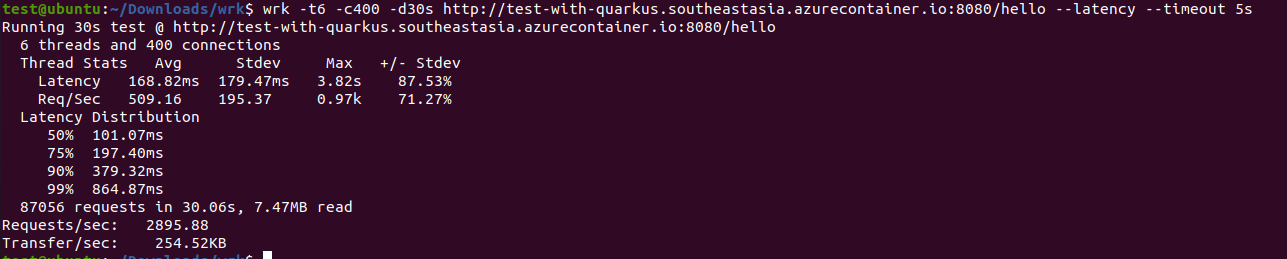 test@ubuntu:~/Downloads/wrk$ wrk -t6 -c400 -d30s http://test-with-quarkus.southeastasia.azurecontainer.io:8080/hello --latency --timeout 5s
Running 30s test @ http://test-with-quarkus.southeastasia.azurecontainer.io:8080/hello
  6 threads and 400 connections
  Thread Stats   Avg      Stdev     Max   +/- Stdev
    Latency   168.82ms  179.47ms   3.82s    87.53%
    Req/Sec   509.16    195.37     0.97k    71.27%
  Latency Distribution
     50%  101.07ms
     75%  197.40ms
     90%  379.32ms
     99%  864.87ms
  87056 requests in 30.06s, 7.47MB read
Requests/sec:   2895.88
Transfer/sec:    254.52KB
test@ubuntu:~/Downloads/wrk$